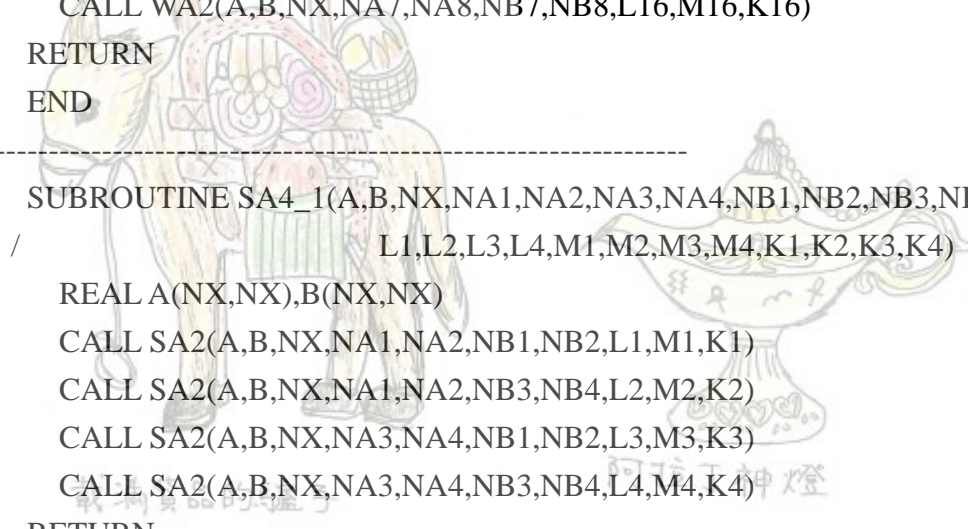 CALL WA2(A,B,NX,NA7,NA8,NB7,NB8,L16,M16,K16)
RETURN
END
--------------------------------------------------------------------
SUBROUTINE SA4_1(A,B,NX,NA1,NA2,NA3,NA4,NB1,NB2,NB3,
/ L1,L2,L3,L4,M1,M2,M3,M4,K1,K2,K3,K4)
REAL A(NX,NX),B(NX,NX)
CALL SA2(A,B,NX,NA1,NA2,NB1,NB2,L1,M1,K1)
CALL SA2(A,B,NX,NA1,NA2,NB3,NB4,L2,M2,K2)
CALL SA2(A,B,NX,NA3,NA4,NB1,NB2,L3,M3,K3)
CALL SA2(A,B,NX,NA3,NA4,NB3,NB4,L4,M4,K4)
RETURN